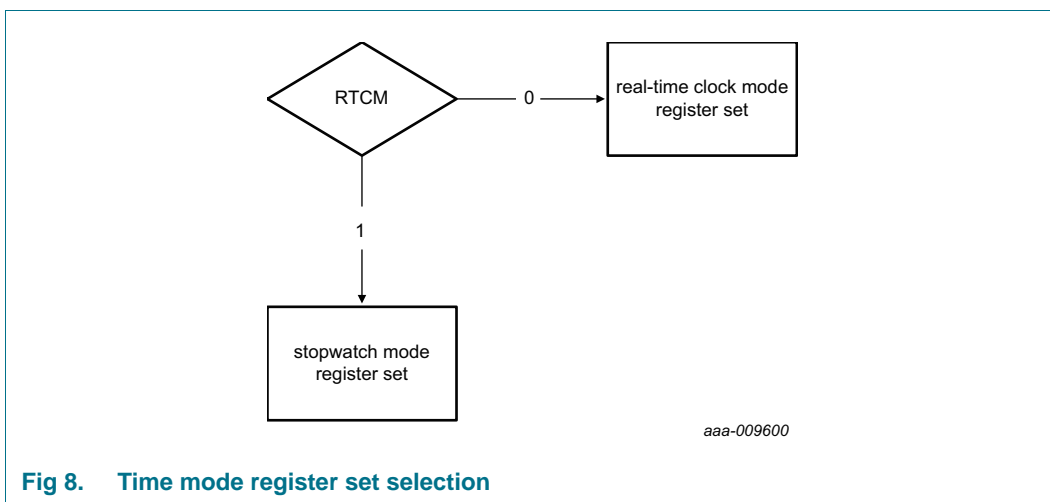 RTCM
0
real-time clock mode
register set
1
stopwatch mode
register set
aaa-009600
Fig 8. Time mode register set selection